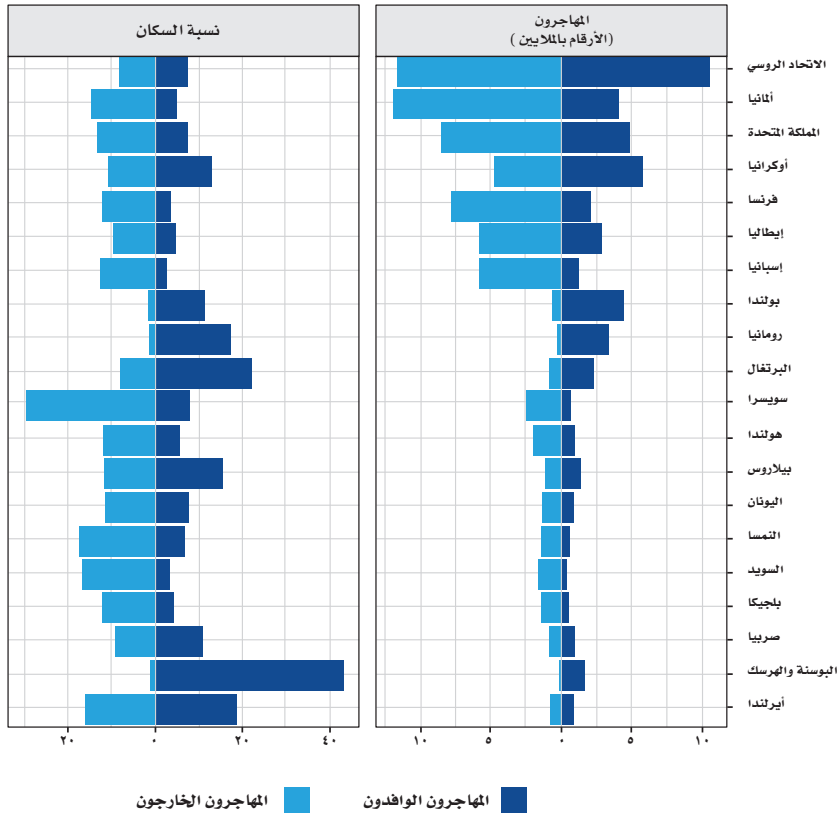 المهاجرون
(الأرقام بالملايين )
نسبة السكان
الاتحاد الروسي
ألمانيا
المملكة المتحدة
أوكرانيا
فرنسا
إيطاليا
إسبانيا
بولندا
رومانيا
البرتغال
سويسرا
هولندا
بيلاروس
اليونان
النمسا
السويد
بلجيكا
صربيا
البوسنة والهرسك
أيرلندا
١٠ ٥ ٠ ٥ ١٠
٢٠ ٠ ٢٠ ٤٠
المهاجرون الوافدون
المهاجرون الخارجون